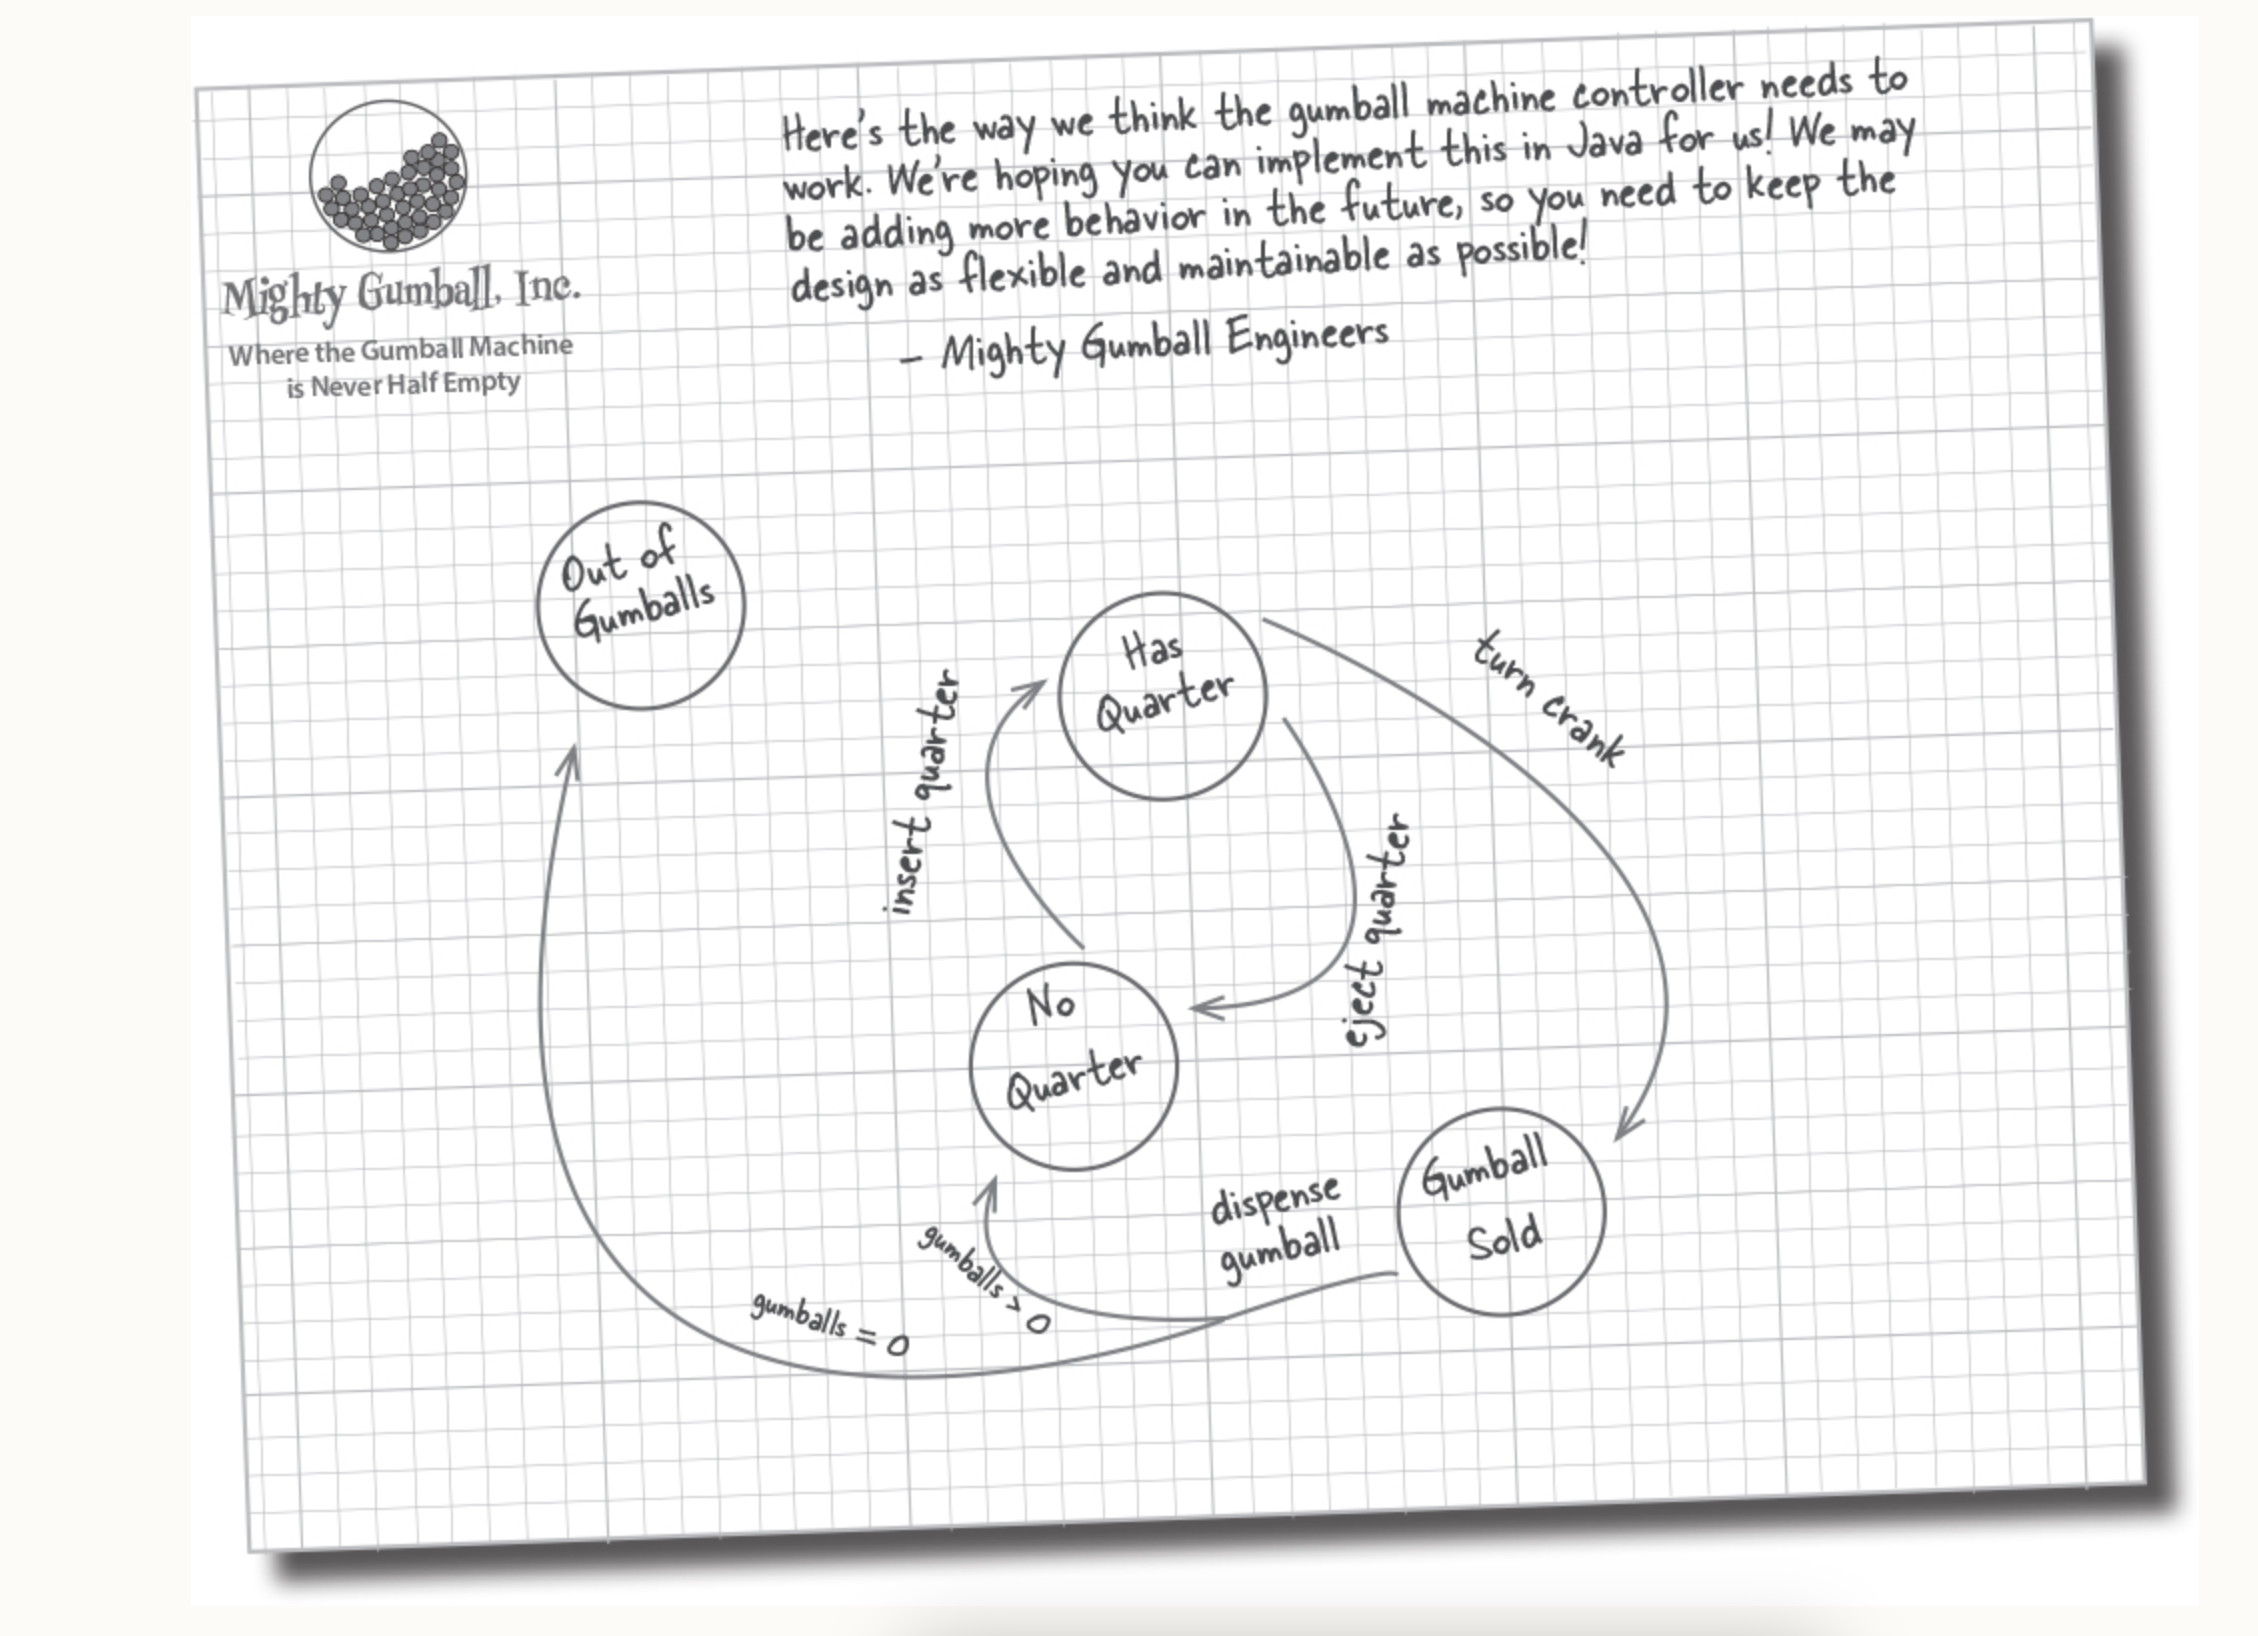 Here's the way we think the gumball machine controller needs to
work. We're hoping you can implement this in Java for us! We may
be adding more behavior in the future, so you need to keep the
design as flexible and maintainable as possible!
– Mighty Gumball Engineers
Mighty Gumball, Inc.
Where the Gumball Machine
is Never Half Empty
Out of
Gumballs
Has
Quarter
turn crank
insert quarter
eject quarter
No
Quarter
Gumball
Sold
dispense
gumball
gumballs > 0
gumballs = 0